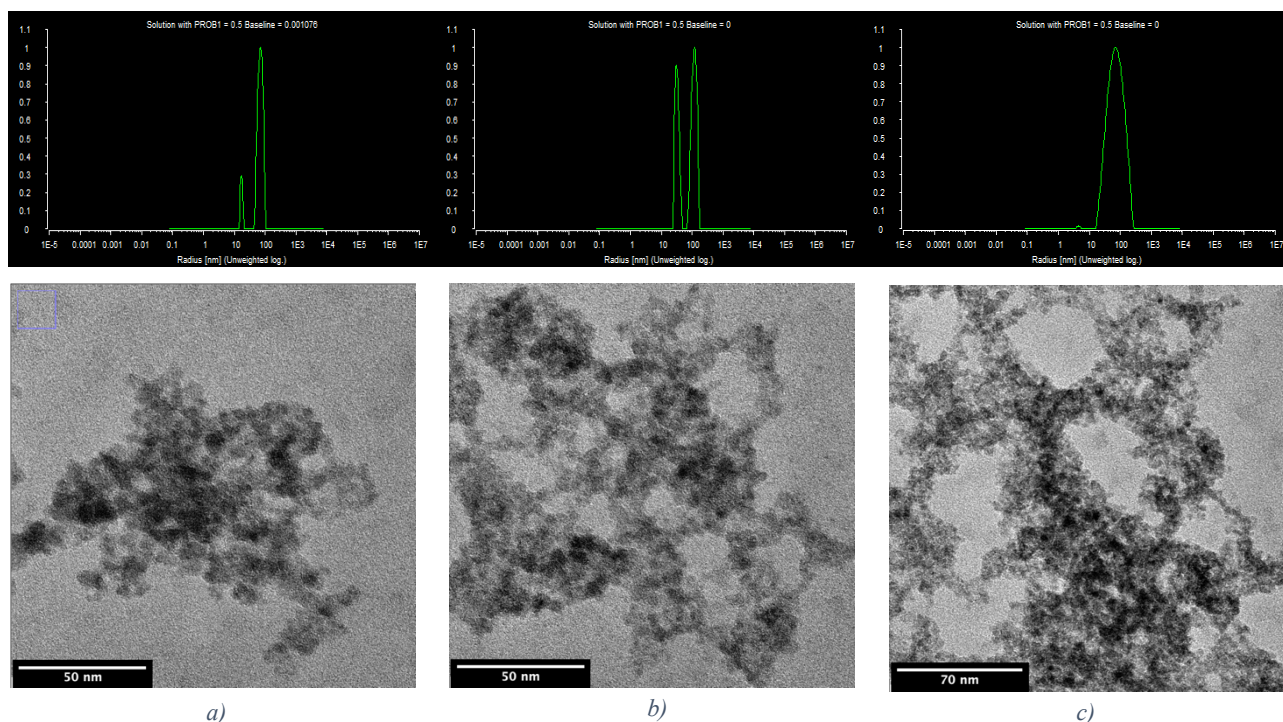 Solution with PROB1 = 0.5 Baseline = 0.001076
1
0.9
0.8
0.7
0.6
0.5
0.4
0.3
0.2
0.1
0
1E-5 0.0001 0.001 0.01 0.1 1 10 100 1E3 1E4 1E5 1E6 1E7
Radius [nm] (Unweighted log.)
Solution with PROB1 = 0.5 Baseline = 0
1
0.9
0.8
0.7
0.6
0.5
0.4
0.3
0.2
0.1
0
1E-5 0.0001 0.001 0.01 0.1 1 10 100 1E3 1E4 1E5 1E6 1E7
Radius [nm] (Unweighted log.)
Solution with PROB1 = 0.5 Baseline = 0
1
0.9
0.8
0.7
0.6
0.5
0.4
0.3
0.2
0.1
0
1E-5 0.0001 0.001 0.01 0.1 1 10 100 1E3 1E4 1E5 1E6 1E7
Radius [nm] (Unweighted log.)
50 nm
50 nm
70 nm
a)
b)
c)